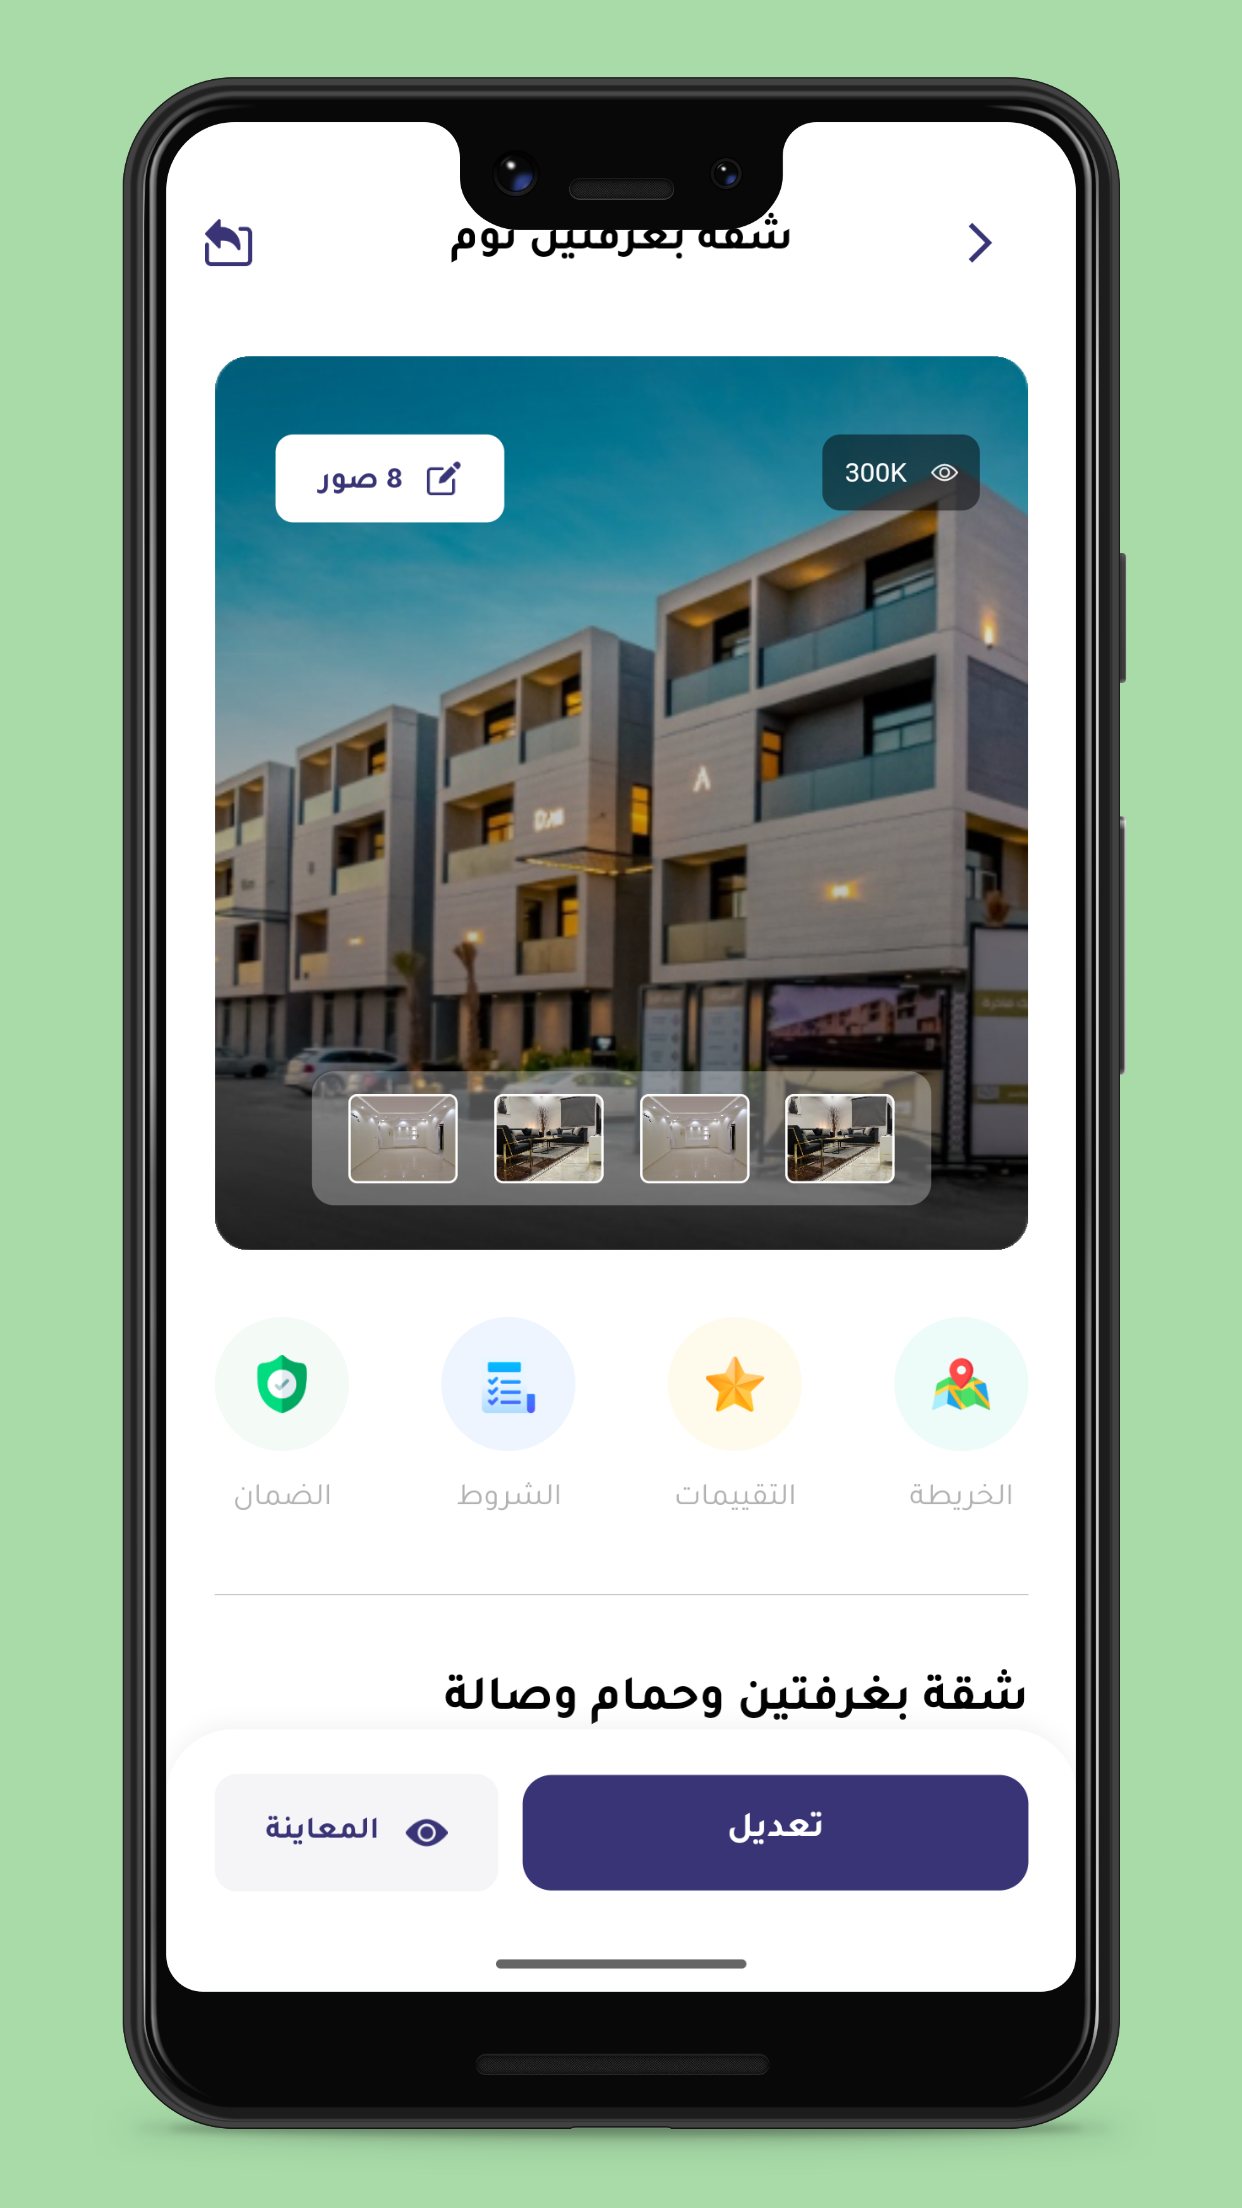 شقة بغرفتين نوم
300K
8 صور
الخريطة
التقييمات
الشروط
الضمان
شقة بغرفتين وحمام وصالة
تعديل
المعاينة